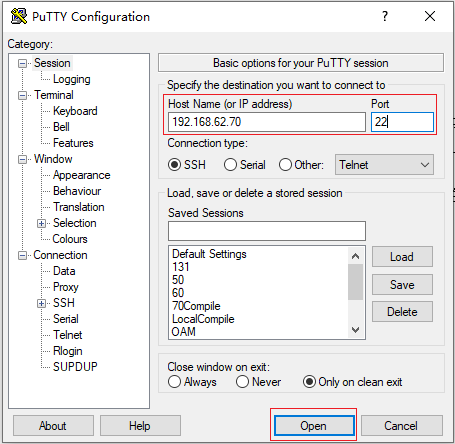 PuTTY Configuration
Category:
Session
Logging
Terminal
Keyboard
Bell
Features
Window
Appearance
Behaviour
Translation
Selection
Colours
Connection
Data
Proxy
SSH
Serial
Telnet
Rlogin
SUPDUP
Basic options for your PuTTY session
Specify the destination you want to connect to
Host Name (or IP address) Port
192.168.62.70 22
Connection type:
SSH Serial Other: Telnet
Load, save or delete a stored session
Saved Sessions
Default Settings
131
50
60
70Compile
LocalCompile
OAM
Load
Save
Delete
Close window on exit:
Always Never Only on clean exit
About Help Open Cancel